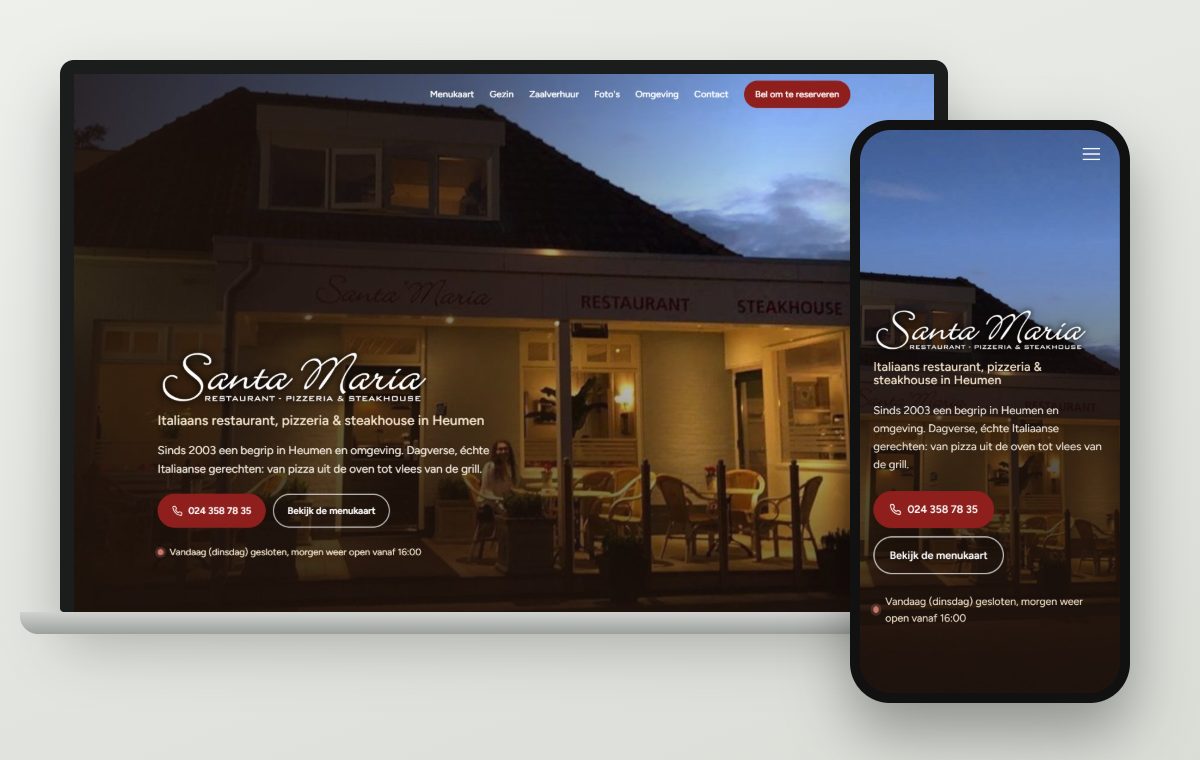 Menukaart Gezin Zaalverhuur Foto's Omgeving Contact Bel om te reserveren
Santa Maria
RESTAURANT
STEAKHOUSE
Santa Maria
RESTAURANT - PIZZERIA & STEAKHOUSE
Italiaans restaurant, pizzeria & steakhouse in Heumen
Sinds 2003 een begrip in Heumen en omgeving. Dagverse, échte
Italiaanse gerechten: van pizza uit de oven tot vlees van de grill.
024 358 78 35
Bekijk de menukaart
Vandaag (dinsdag) gesloten, morgen weer open vanaf 16:00
Santa Maria
RESTAURANT - PIZZERIA & STEAKHOUSE
Italiaans restaurant, pizzeria &
steakhouse in Heumen
RESTAURANT
Sinds 2003 een begrip in Heumen en
omgeving. Dagverse, échte Italiaanse
gerechten: van pizza uit de oven tot vlees van
de grill.
024 358 78 35
Bekijk de menukaart
Vandaag (dinsdag) gesloten, morgen weer
open vanaf 16:00